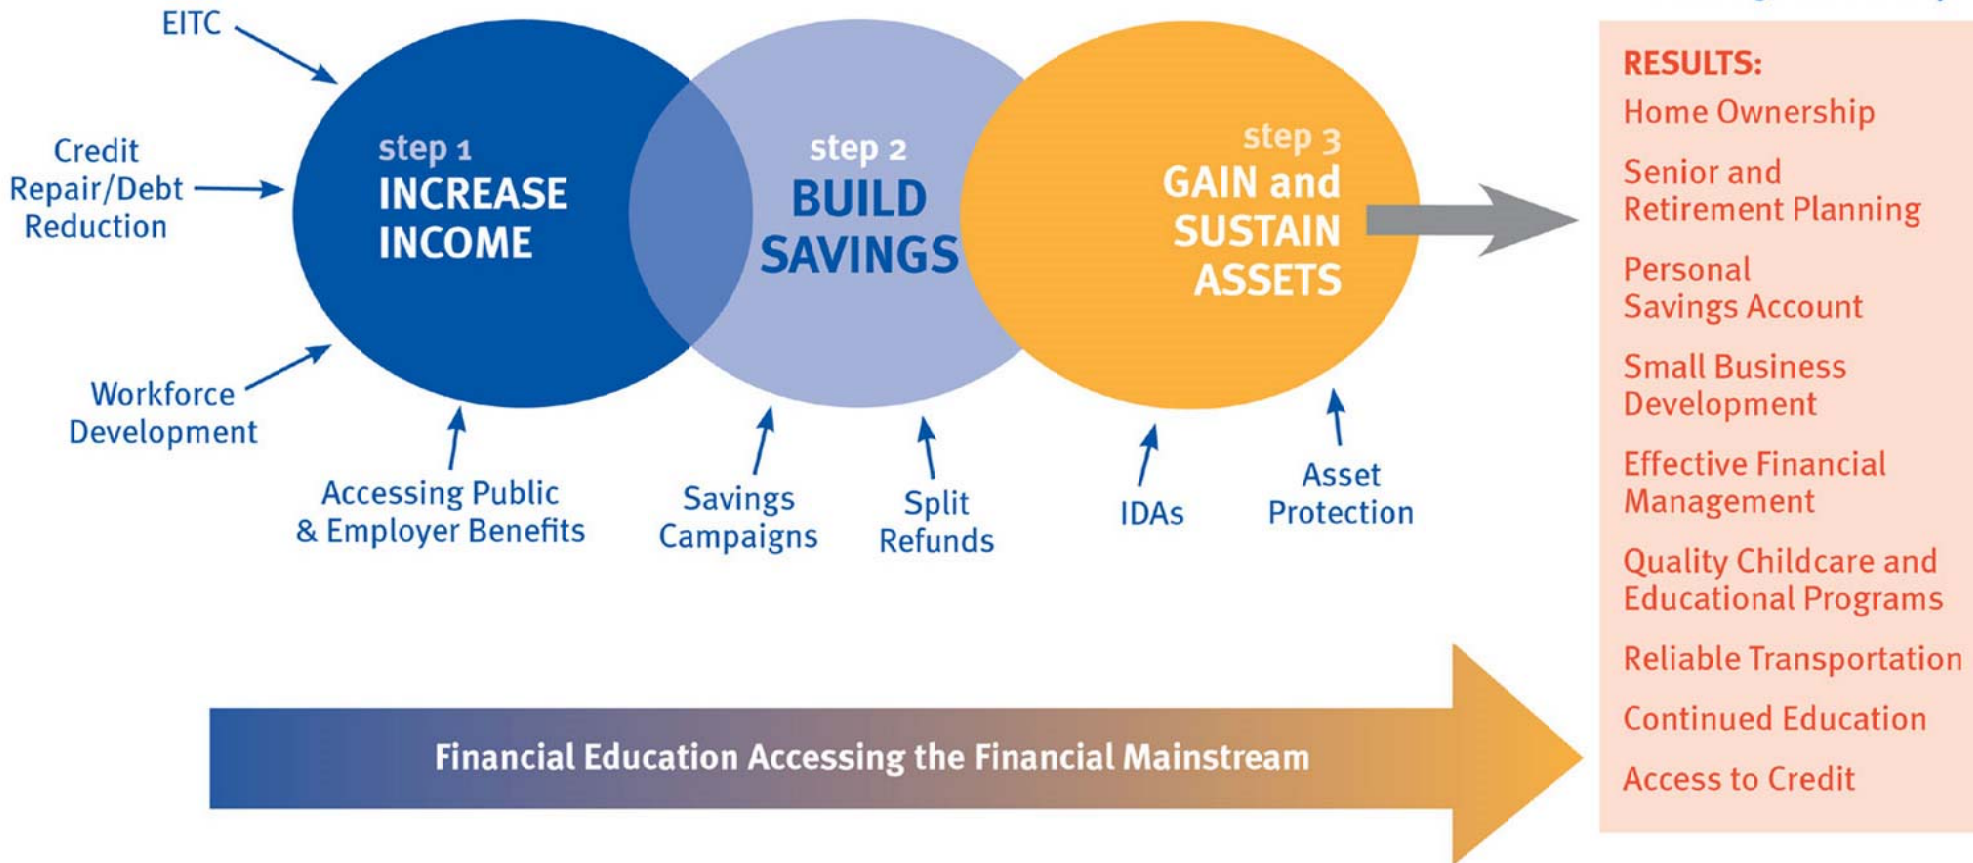 EITC
Credit
Repair/Debt
Reduction
Workforce
Development
Accessing Public
& Employer Benefits
step 1
INCREASE
INCOME
step 2
BUILD
SAVINGS
Savings
Campaigns
Split
Refunds
step 3
GAIN and
SUSTAIN
ASSETS
IDAs
Asset
Protection
RESULTS:
Home Ownership
Senior and
Retirement Planning
Personal
Savings Account
Small Business
Development
Effective Financial
Management
Quality Childcare and
Educational Programs
Reliable Transportation
Continued Education
Access to Credit
Financial Education Accessing the Financial Mainstream